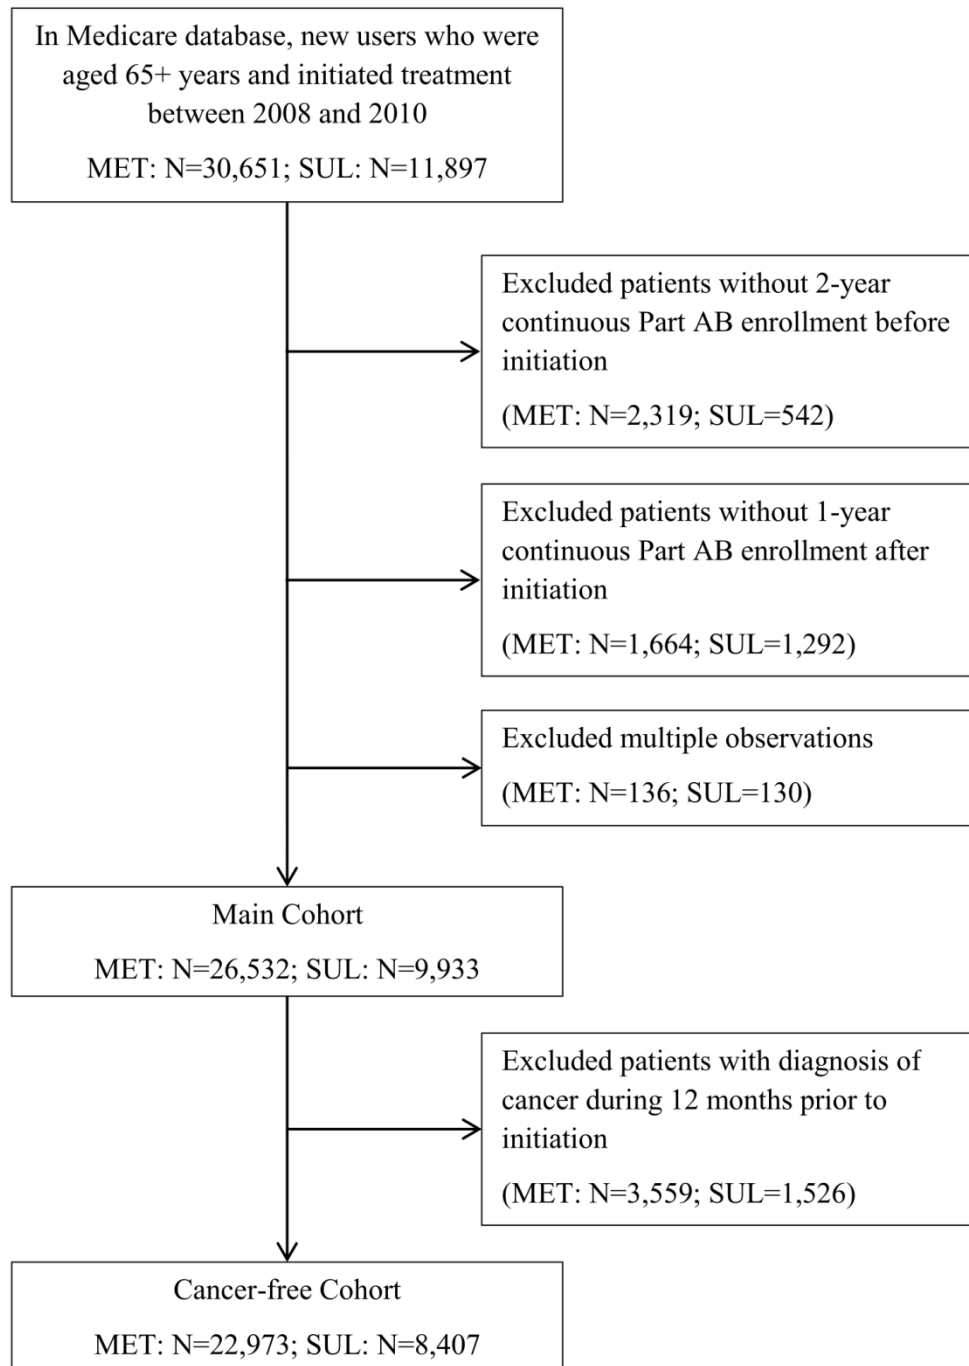 In Medicare database, new users who were
aged 65+ years and initiated treatment
between 2008 and 2010
MET: N=30,651; SUL: N=11,897
Excluded patients without 2-year
continuous Part AB enrollment before
initiation
(MET: N=2,319; SUL=542)
Excluded patients without 1-year
continuous Part AB enrollment after
initiation
(MET: N=1,664; SUL=1,292)
Excluded multiple observations
(MET: N=136; SUL=130)
Main Cohort
MET: N=26,532; SUL: N=9,933
Excluded patients with diagnosis of
cancer during 12 months prior to
initiation
(MET: N=3,559; SUL=1,526)
Cancer-free Cohort
MET: N=22,973; SUL: N=8,407